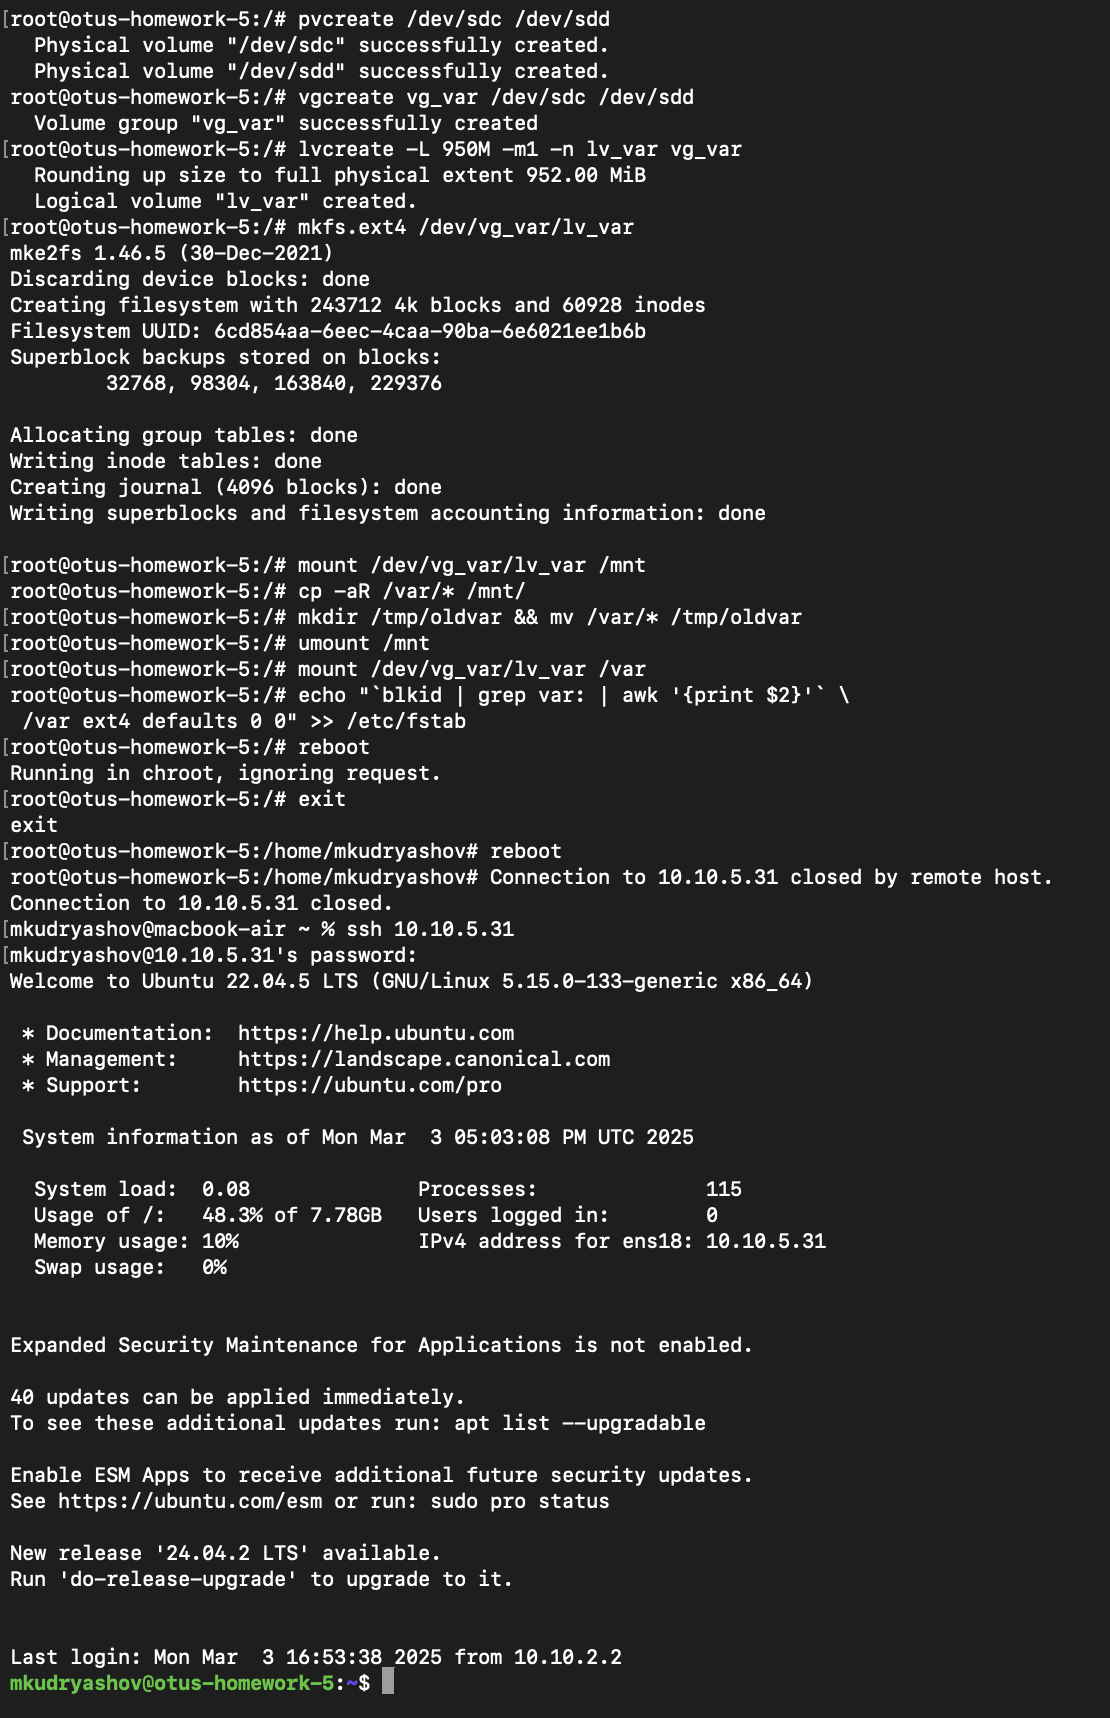 [root@otus-homework-5:/# pvcreate /dev/sdc /dev/sdd
  Physical volume "/dev/sdc" successfully created.
  Physical volume "/dev/sdd" successfully created.
root@otus-homework-5:/# vgcreate vg_var /dev/sdc /dev/sdd
  Volume group "vg_var" successfully created
[root@otus-homework-5:/# lvcreate -L 950M -m1 -n lv_var vg_var
  Rounding up size to full physical extent 952.00 MiB
  Logical volume "lv_var" created.
[root@otus-homework-5:/# mkfs.ext4 /dev/vg_var/lv_var
mke2fs 1.46.5 (30-Dec-2021)
Discarding device blocks: done
Creating filesystem with 243712 4k blocks and 60928 inodes
Filesystem UUID: 6cd854aa-6eec-4caa-90ba-6e6021ee1b6b
Superblock backups stored on blocks:
        32768, 98304, 163840, 229376

Allocating group tables: done
Writing inode tables: done
Creating journal (4096 blocks): done
Writing superblocks and filesystem accounting information: done

[root@otus-homework-5:/# mount /dev/vg_var/lv_var /mnt
root@otus-homework-5:/# cp -aR /var/* /mnt/
[root@otus-homework-5:/# mkdir /tmp/oldvar && mv /var/* /tmp/oldvar
[root@otus-homework-5:/# umount /mnt
[root@otus-homework-5:/# mount /dev/vg_var/lv_var /var
root@otus-homework-5:/# echo "`blkid | grep var: | awk '{print $2}'` \
 /var ext4 defaults 0 0" >> /etc/fstab
[root@otus-homework-5:/# reboot
Running in chroot, ignoring request.
[root@otus-homework-5:/# exit
exit
[root@otus-homework-5:/home/mkudryashov# reboot
root@otus-homework-5:/home/mkudryashov# Connection to 10.10.5.31 closed by remote host.
Connection to 10.10.5.31 closed.
[mkudryashov@macbook-air ~ % ssh 10.10.5.31
[mkudryashov@10.10.5.31's password:
Welcome to Ubuntu 22.04.5 LTS (GNU/Linux 5.15.0-133-generic x86_64)

 * Documentation:  https://help.ubuntu.com
 * Management:     https://landscape.canonical.com
 * Support:        https://ubuntu.com/pro

 System information as of Mon Mar  3 05:03:08 PM UTC 2025

  System load:  0.08              Processes:              115
  Usage of /:   48.3% of 7.78GB   Users logged in:        0
  Memory usage: 10%               IPv4 address for ens18: 10.10.5.31
  Swap usage:   0%


Expanded Security Maintenance for Applications is not enabled.

40 updates can be applied immediately.
To see these additional updates run: apt list --upgradable

Enable ESM Apps to receive additional future security updates.
See https://ubuntu.com/esm or run: sudo pro status

New release '24.04.2 LTS' available.
Run 'do-release-upgrade' to upgrade to it.


Last login: Mon Mar  3 16:53:38 2025 from 10.10.2.2
mkudryashov@otus-homework-5:~$